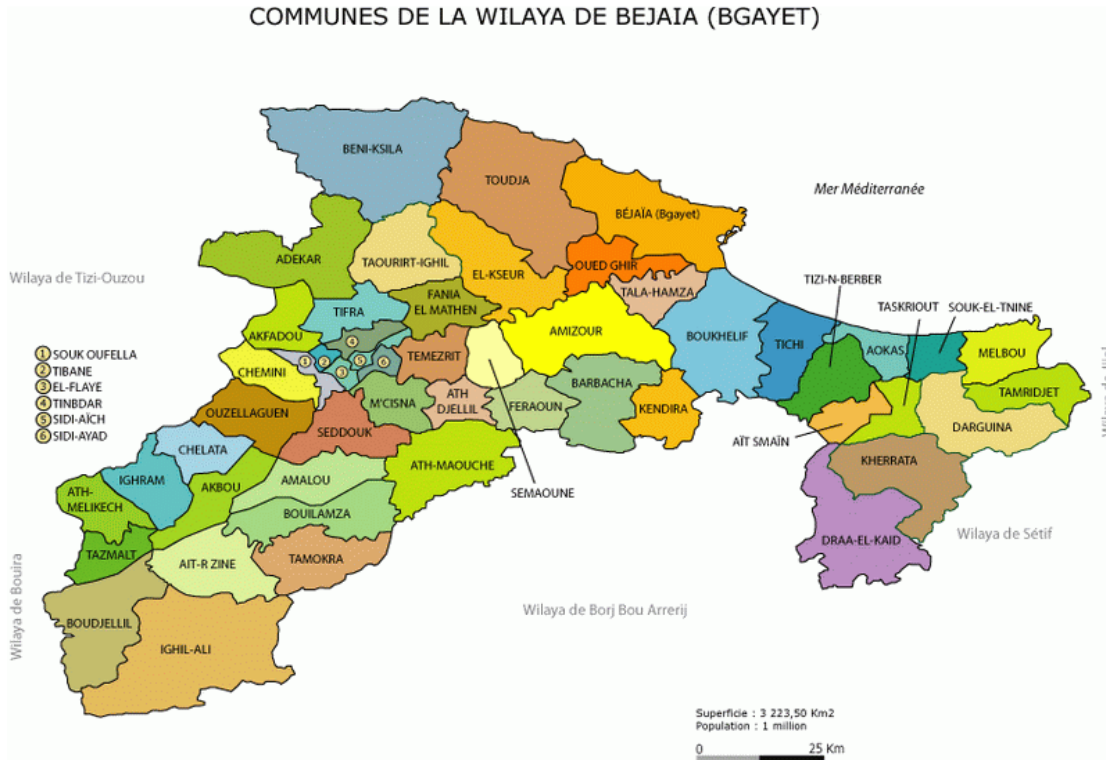 COMMUNES DE LA WILAYA DE BEJAIA (BGAYET)
BENI-KSILA
TOUDJA
Mer Méditerranée
BÉJAÏA (Bgayet)
ADEKAR
TAOURIRT-IGHIL
EL-KSEUR
OUED GHIR
Wilaya de Tizi-Ouzou
TALA-HAMZA
TIZI-N-BERBER
TASKRIOUT
SOUK-EL-TNINE
FANIA
EL MATHEN
TIFRA
AKFADOU
AMIZOUR
BOUKHELIF
TICHI
AOKAS
MELBOU
1 SOUK OUFELLA
2 TIBANE
3 EL-FLAYE
4 TINBDAR
5 SIDI-AÏCH
6 SIDI-AYAD
4
1
2
3
5
6
CHEMINI
TEMEZRIT
BARBACHA
TAMRIDJET
OUZELLAGUEN
M'CISNA
ATH
DJELLIL
FERAOUN
KENDIRA
SEDDOUK
AÏT SMAÏN
DARGUINA
CHELATA
IGHRAM
AKBOU
AMALOU
ATH-MAOUCHE
KHERRATA
ATH-
MELIKECH
SEMAOUNE
BOUILAMZA
Wilaya de Sétif
DRAA-EL-KAID
TAZMALT
AIT-R ZINE
TAMOKRA
Wilaya de Bouira
Wilaya de Borj Bou Arrerij
BOUDJELLIL
IGHIL-ALI
Superficie : 3 223,50 Km2
Population : 1 million
0 25 Km